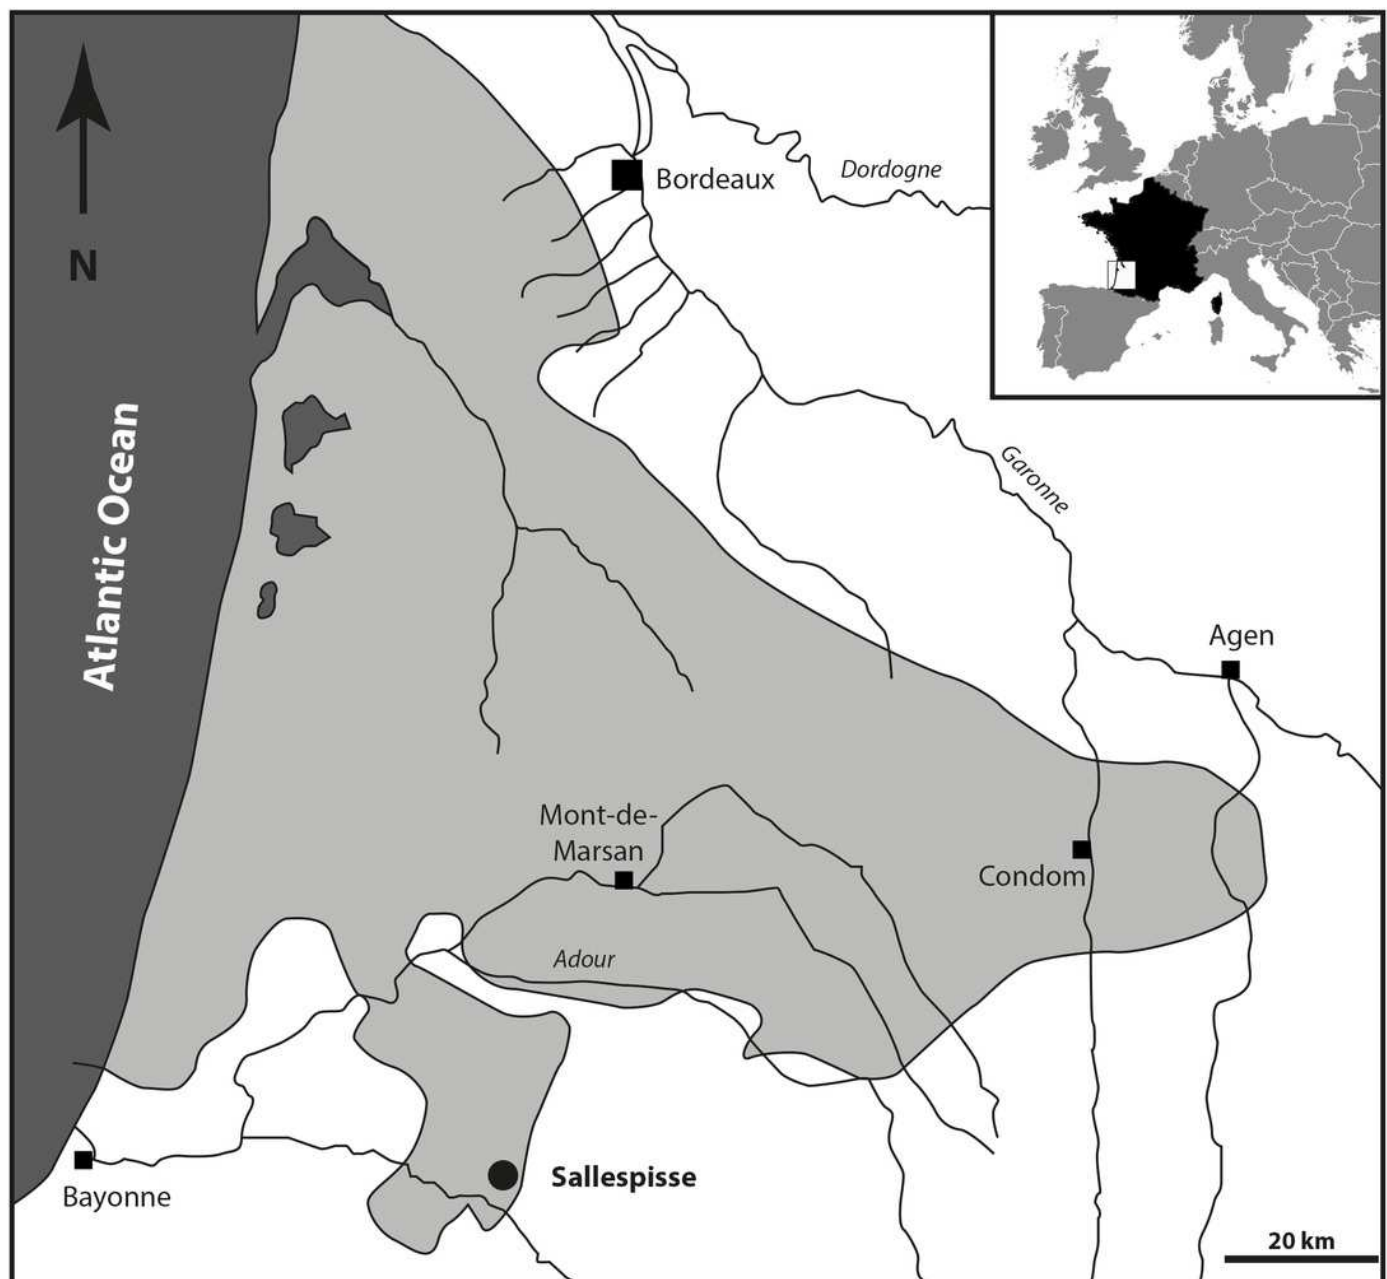 Dordogne
Bordeaux
N
Atlantic Ocean
Garonne
Agen
Mont-de-
Marsan
Condom
Adour
Sallespisse
Bayonne
20 km